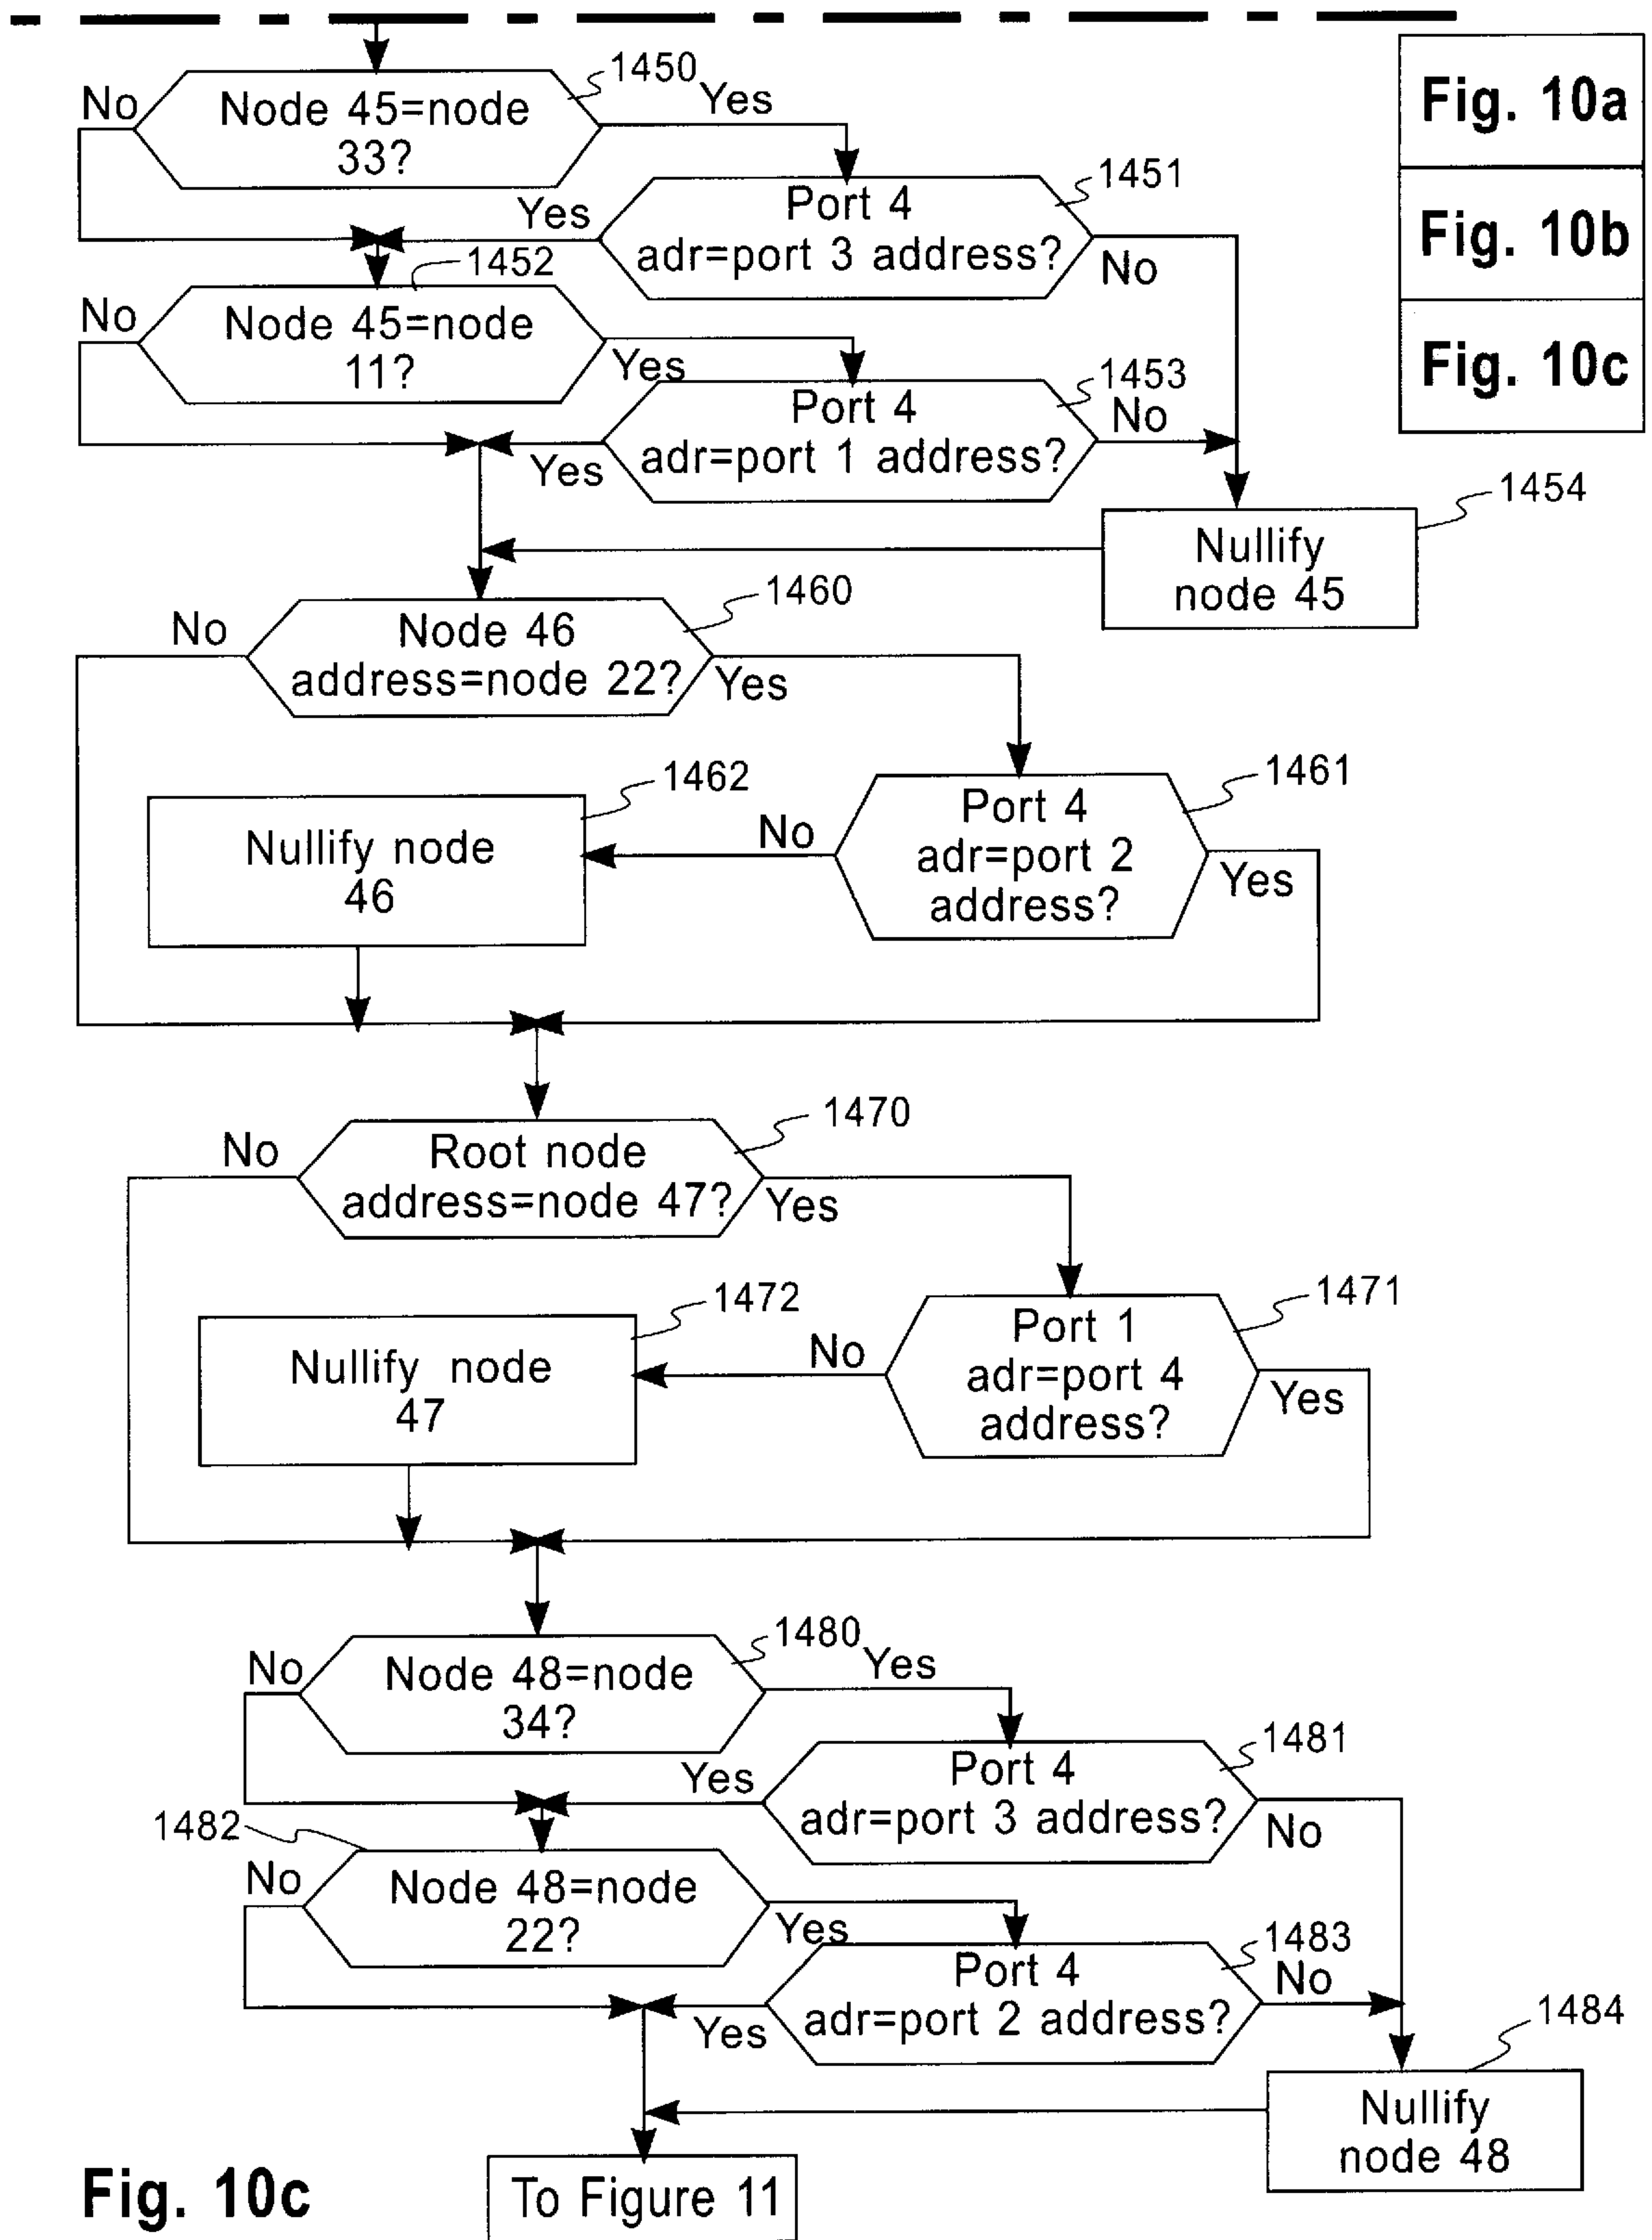 1450
No
Node 45=node
33?
Yes
Fig. 10a
1451
Port 4
adr=port 3 address?
Yes
No
Fig. 10b
1452
No
Node 45=node
11?
Yes
Fig. 10c
1453
Port 4
adr=port 1 address?
No
Yes
1454
Nullify
node 45
1460
No
Node 46
address=node 22?
Yes
1462
Nullify node
46
No
1461
Port 4
adr=port 2
address?
Yes
1470
No
Root node
address=node 47?
Yes
1472
Nullify node
47
No
1471
Port 1
adr=port 4
address?
Yes
1480
No
Node 48=node
34?
Yes
1481
Port 4
adr=port 3 address?
Yes
No
1482
No
Node 48=node
22?
Yes
1483
Port 4
adr=port 2 address?
No
Yes
1484
Nullify
node 48
Fig. 10c
To Figure 11